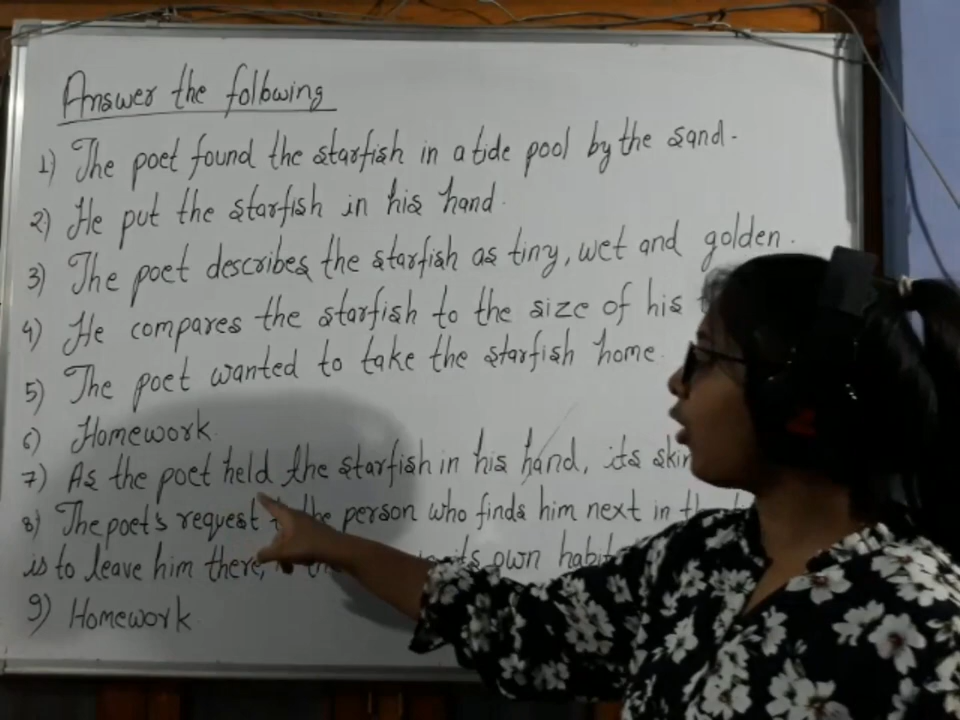 Answer the following
1) The poet found the starfish in a tide pool by the sand.
2) He put the starfish in his hand.
3) The poet describes the starfish as tiny, wet and golden.
4) He compares the starfish to the size of his
5) The poet wanted to take the starfish home.
6) Homework.
7) As the poet held the starfish in his hand, its skin
8) The poet's request the person who finds him next in
is to leave him there, its own
9) Homework